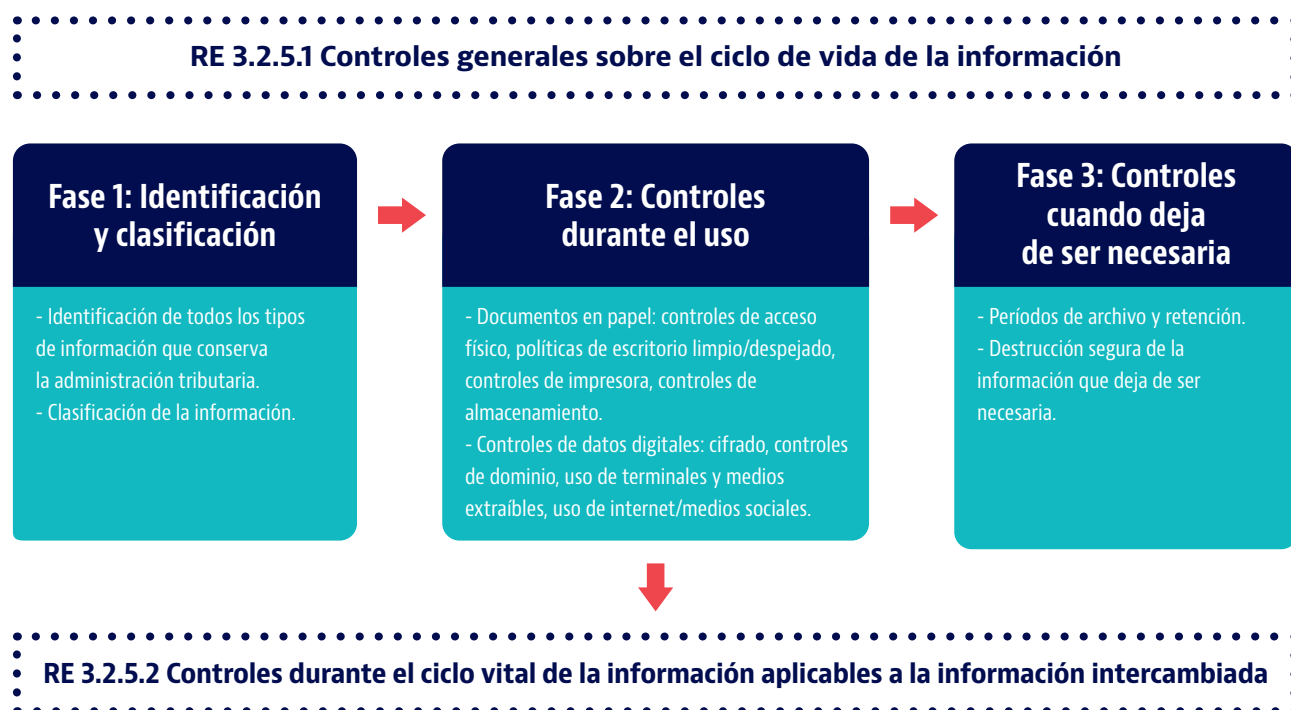 RE 3.2.5.1 Controles generales sobre el ciclo de vida de la información
Fase 1: Identificación
y clasificación
- Identificación de todos los tipos
de información que conserva
la administración tributaria.
- Clasificación de la información.
Fase 2: Controles
durante el uso
- Documentos en papel: controles de acceso
físico, políticas de escritorio limpio/despejado,
controles de impresora, controles de
almacenamiento.
- Controles de datos digitales: cifrado, controles
de dominio, uso de terminales y medios
extraíbles, uso de internet/medios sociales.
Fase 3: Controles
cuando deja
de ser necesaria
- Períodos de archivo y retención.
- Destrucción segura de la
información que deja de ser
necesaria.
RE 3.2.5.2 Controles durante el ciclo vital de la información aplicables a la información intercambiada